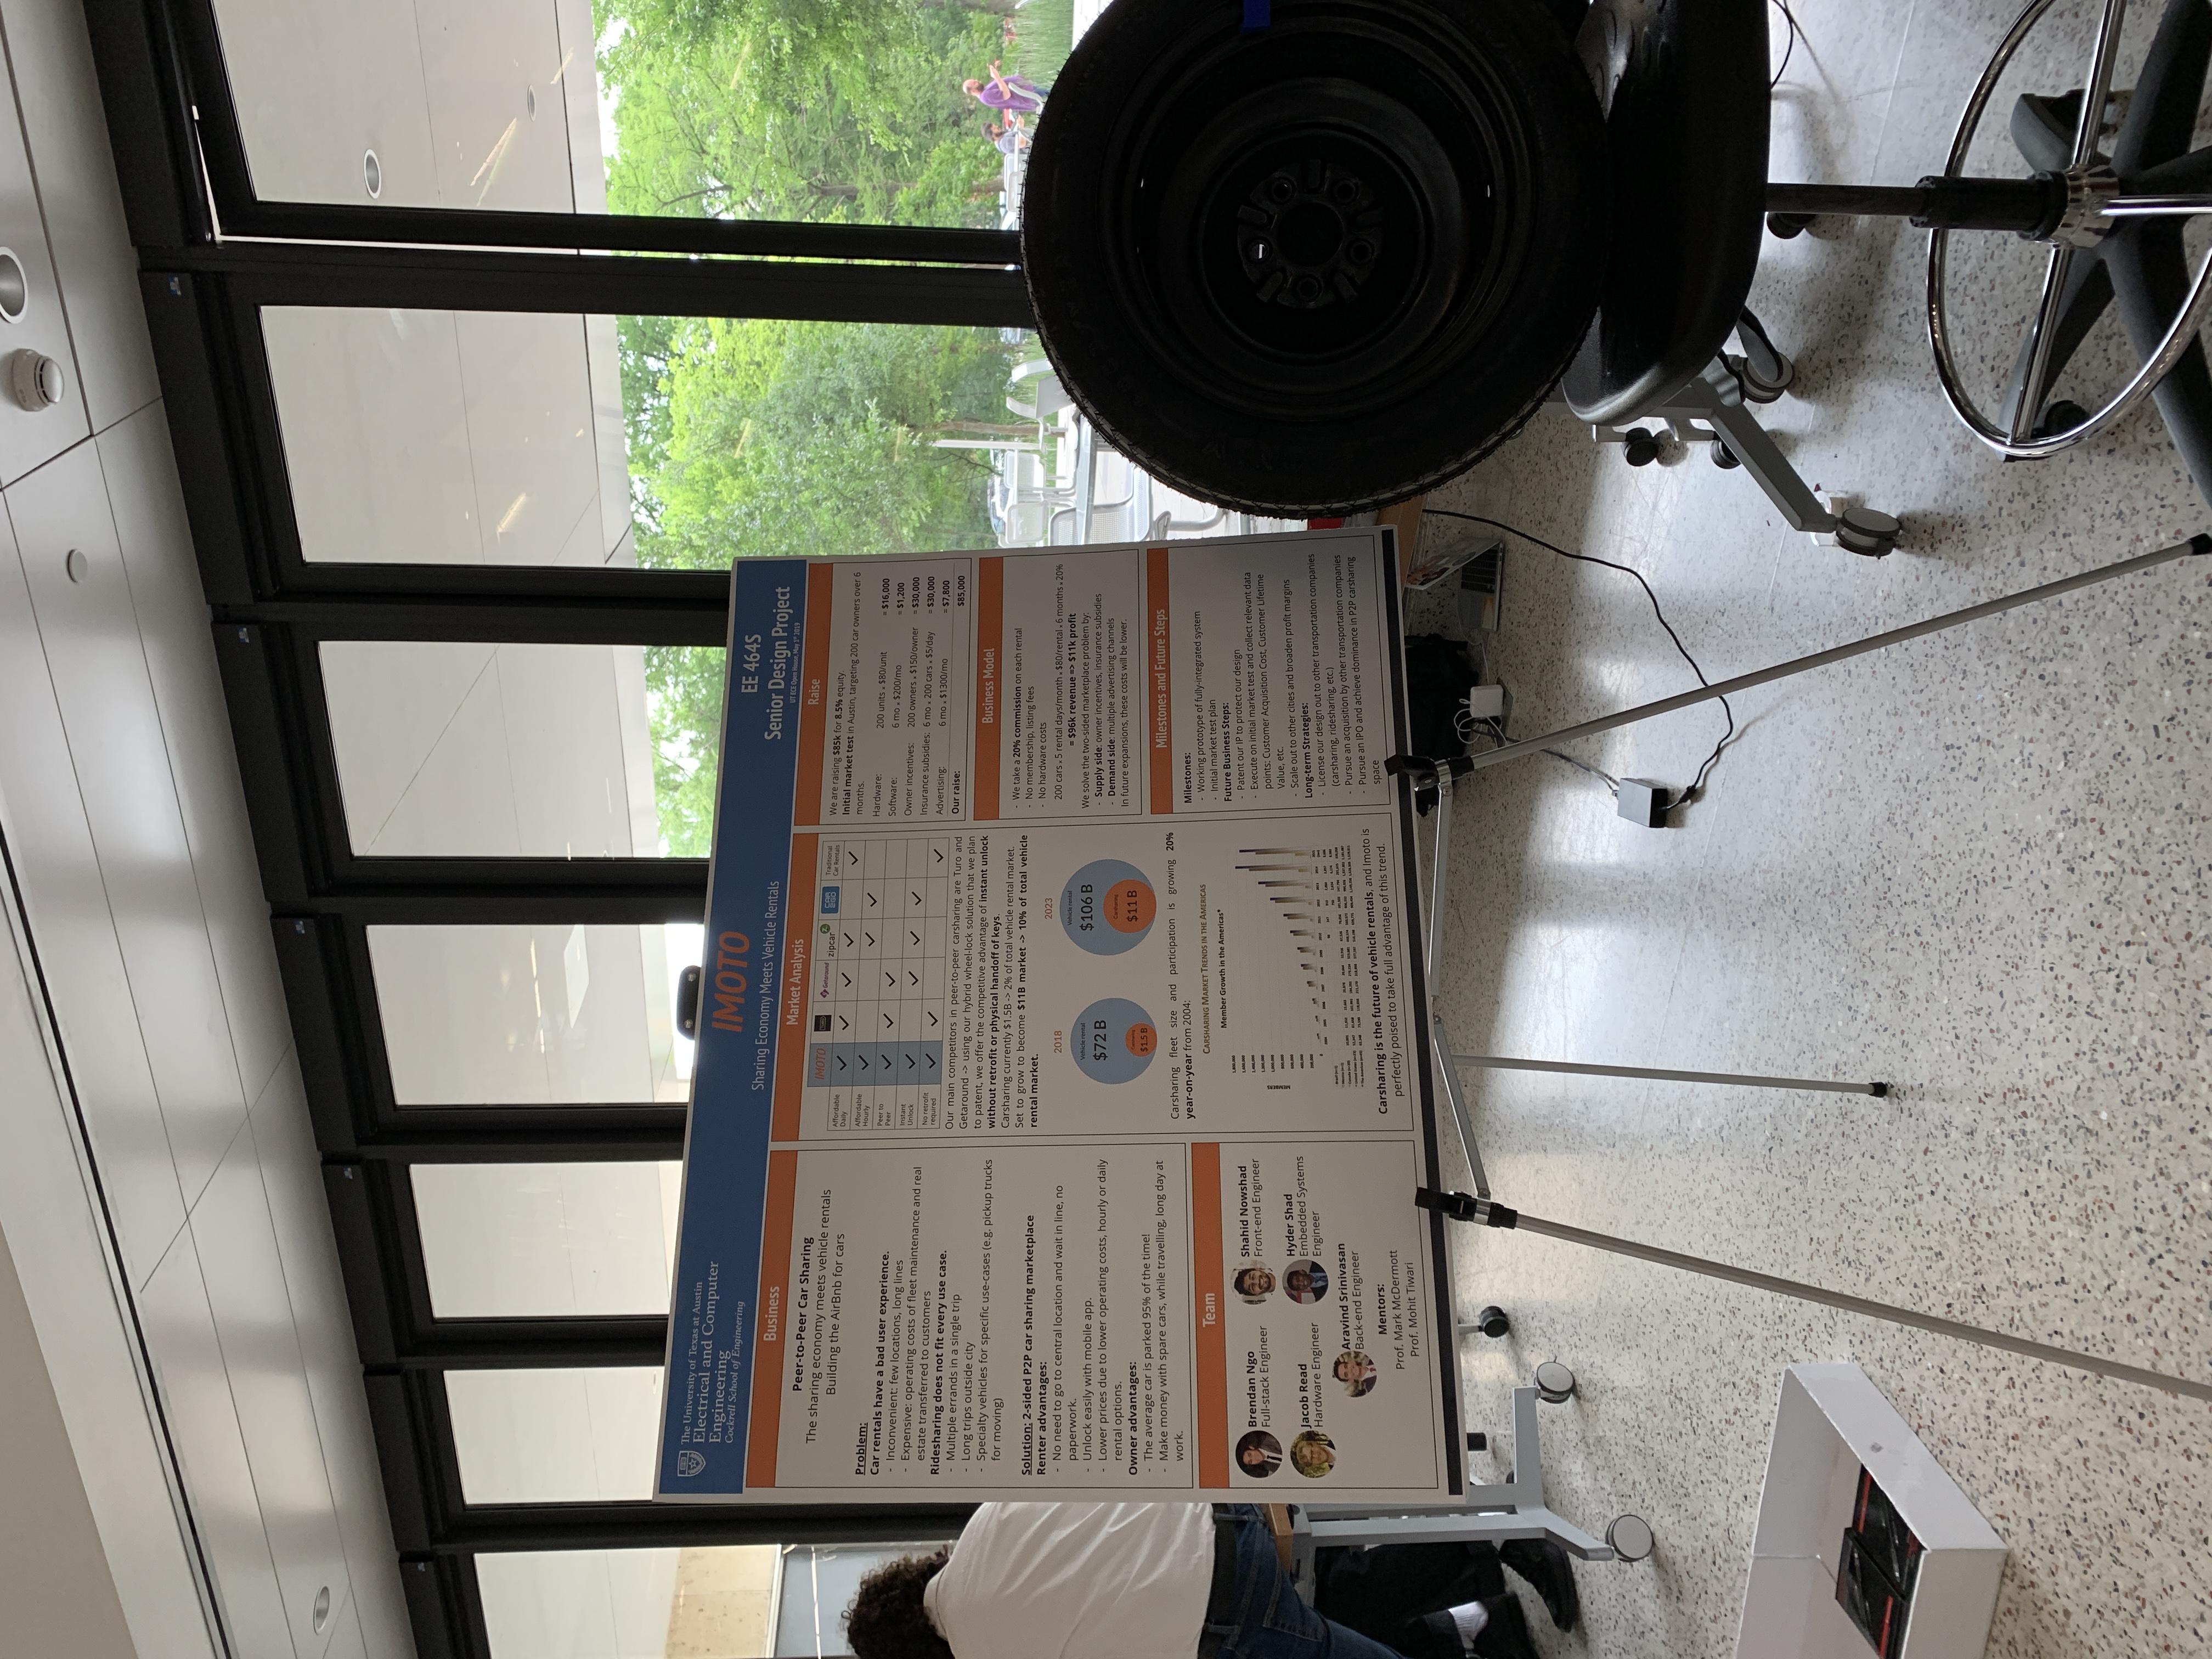 The University of Texas at Austin
Electrical and Computer
Engineering
Cockrell School of Engineering
IMOTO
Sharing Economy Meets Vehicle Rentals
EE 464S
Senior Design Project
UT ECE Open House, May 1st 2019
Business
Peer-to-Peer Car Sharing
The sharing economy meets vehicle rentals
Building the AirBnb for cars
Problem:
Car rentals have a bad user experience.
- Inconvenient: few locations, long lines
- Expensive: operating costs of fleet maintenance and real
estate transferred to customers
Ridesharing does not fit every use case.
- Multiple errands in a single trip
- Long trips outside city
- Specialty vehicles for specific use-cases (e.g. pickup trucks
for moving)
Solution: 2-sided P2P car sharing marketplace
Renter advantages:
- No need to go to central location and wait in line, no
paperwork.
- Unlock easily with mobile app.
- Lower prices due to lower operating costs, hourly or daily
rental options.
Owner advantages:
- The average car is parked 95% of the time!
- Make money with spare cars, while travelling, long day at
work.
Team
Brendan Ngo
Full-stack Engineer
Shahid Nowshad
Front-end Engineer
Jacob Read
Hardware Engineer
Hyder Shad
Embedded Systems
Engineer
Aravind Srinivasan
Back-end Engineer
Mentors:
Prof. Mark McDermott
Prof. Mohit Tiwari
Market Analysis
IMOTO Getaround zipcar CAR2GO Traditional
Car Rentals
Affordable
Daily
Affordable
Hourly
Peer to
Peer
Instant
Unlock
No retrofit
required
Our main competitors in peer-to-peer carsharing are Turo and
Getaround -> using our hybrid wheel-lock solution that we plan
to patent, we offer the competitive advantage of instant unlock
without retrofit or physical handoff of keys.
Carsharing currently $1.5B -> 2% of total vehicle rental market.
Set to grow to become $11B market -> 10% of total vehicle
rental market.
2018
2023
Vehicle rental
$72 B
Carsharing
$1.5 B
Vehicle rental
$106 B
Carsharing
$11 B
Carsharing fleet size and participation is growing 20%
year-on-year from 2004:
CARSHARING MARKET TRENDS IN THE AMERICAS
Member Growth in the Americas*
MEMBERS
Carsharing is the future of vehicle rentals, and Imoto is
perfectly poised to take full advantage of this trend.
Raise
We are raising $85k for 8.5% equity.
Initial market test in Austin, targeting 200 car owners over 6
months.
Hardware: 200 units * $80/unit = $16,000
Software: 6 mo * $200/mo = $1,200
Owner incentives: 200 owners * $150/owner = $30,000
Insurance subsidies: 6 mo * 200 cars * $5/day = $30,000
Advertising: 6 mo * $1300/mo = $7,800
Our raise: $85,000
Business Model
- We take a 20% commission on each rental
- No membership, listing fees
- No hardware costs
200 cars * 5 rental days/month * $80/rental * 6 months * 20%
= $96k revenue => $11k profit
We solve the two-sided marketplace problem by:
- Supply side: owner incentives, insurance subsidies
- Demand side: multiple advertising channels
In future expansions, these costs will be lower.
Milestones and Future Steps
Milestones:
- Working prototype of fully-integrated system
- Initial market test plan
Future Business Steps:
- Patent our IP to protect our design
- Execute on initial market test and collect relevant data
points: Customer Acquisition Cost, Customer Lifetime
Value, etc.
- Scale out to other cities and broaden profit margins
Long-term Strategies:
- License our design out to other transportation companies
(carsharing, ridesharing, etc.)
- Pursue an acquisition by other transportation companies
- Pursue an IPO and achieve dominance in P2P carsharing
space